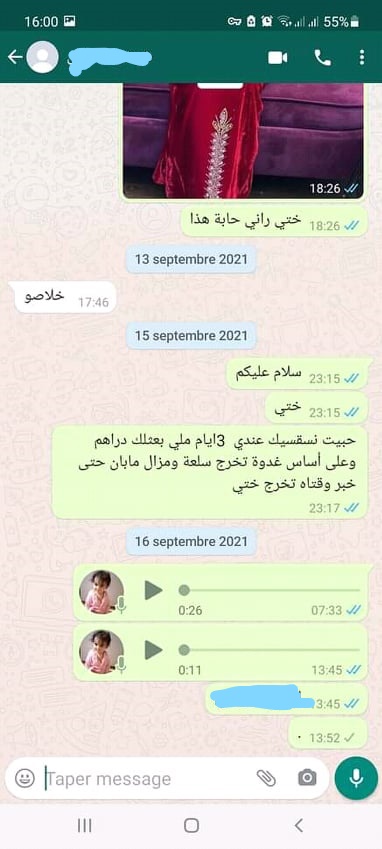 16:00
55%
18:26
ختي راني حابة هذا 18:26
13 septembre 2021
خلاصو 17:46
15 septembre 2021
سلام عليكم 23:15
ختي 23:15
حبيت نسقسيك عندي 3ايام ملي بعثلك دراهم
وعلى أساس غدوة تخرج سلعة ومزال مابان حتى
خبر وقتاه تخرج ختي
23:17
16 septembre 2021
0:26 07:33
0:11 13:45
3:45
. 13:52
Taper message